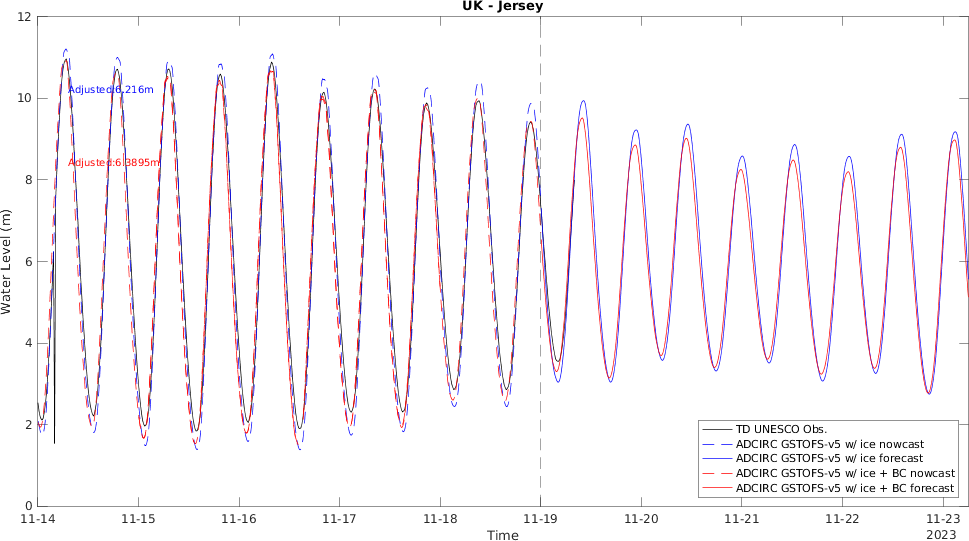 UK - Jersey
12
10
8
6
4
2
0
Water Level (m)
Adjusted:6.216m
Adjusted:6.3895m
TD UNESCO Obs.
ADCIRC GSTOFS-v5 w/ ice nowcast
ADCIRC GSTOFS-v5 w/ ice forecast
ADCIRC GSTOFS-v5 w/ ice + BC nowcast
ADCIRC GSTOFS-v5 w/ ice + BC forecast
11-14 11-15 11-16 11-17 11-18 11-19 11-20 11-21 11-22 11-23
2023
Time